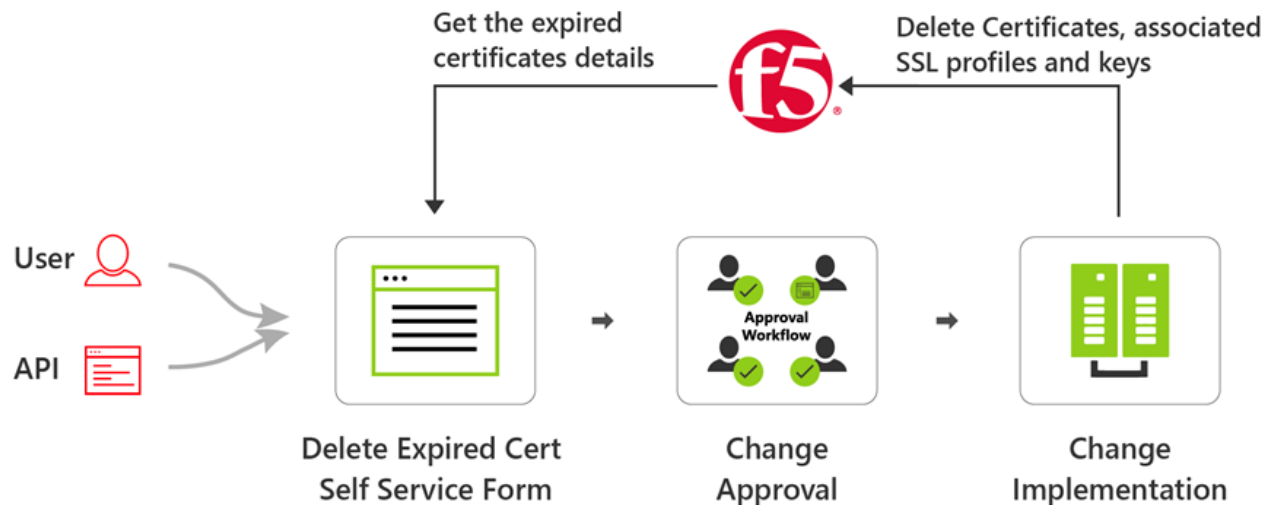 Get the expired
certificates details
f5
®
Delete Certificates, associated
SSL profiles and keys
User
API
Approval
Workflow
Delete Expired Cert
Self Service Form
Change
Approval
Change
Implementation